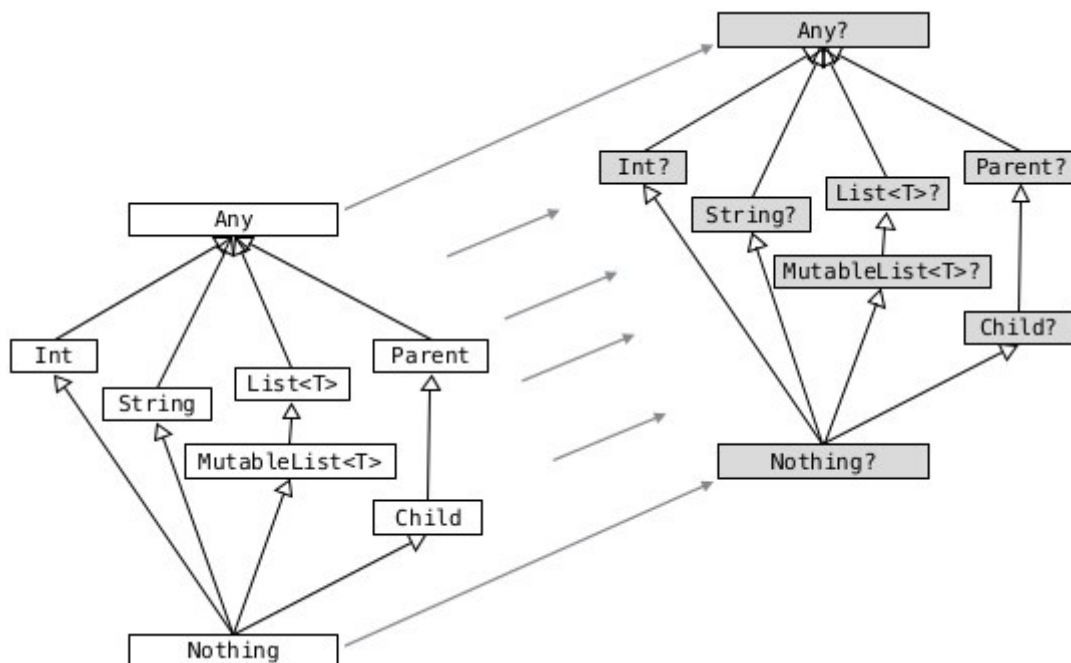 Any?
Int?
Parent?
List<T>?
String?
MutableList<T>?
Child?
Nothing?
Any
Int
Parent
List<T>
String
MutableList<T>
Child
Nothing